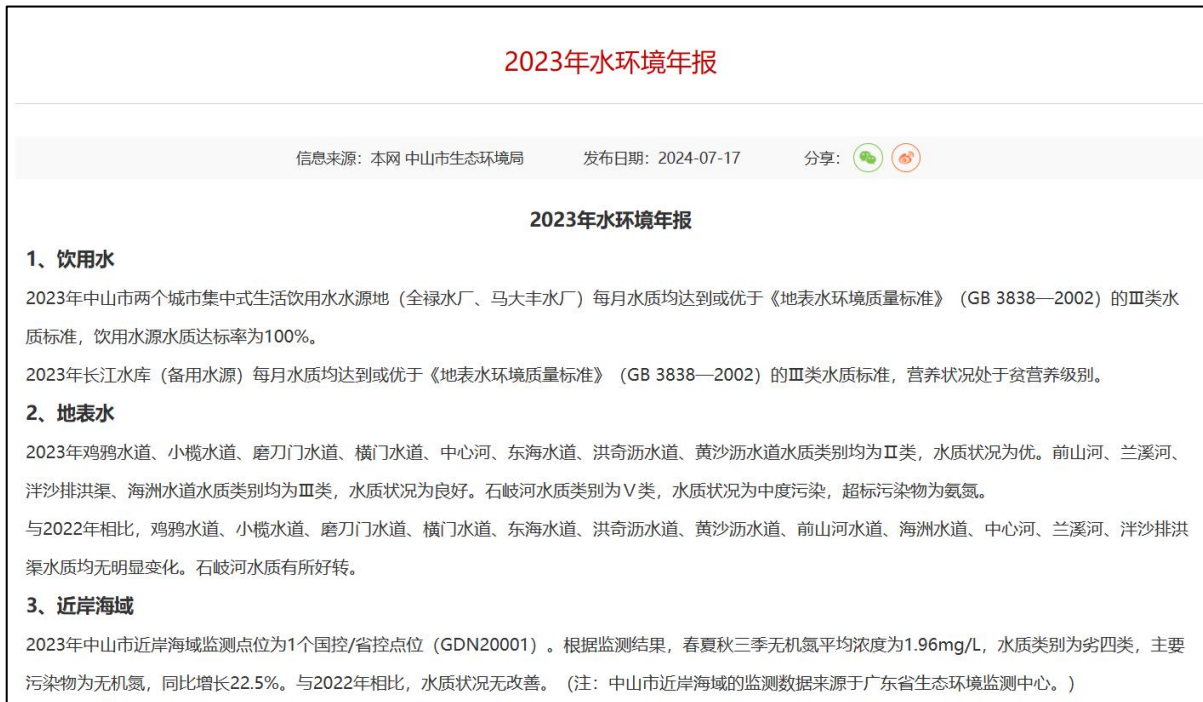 2023年水环境年报
信息来源：本网 中山市生态环境局 发布日期：2024-07-17 分享：
2023年水环境年报
1、饮用水
2023年中山市两个城市集中式生活饮用水水源地（全禄水厂、马大丰水厂）每月水质均达到或优于《地表水环境质量标准》（GB 3838—2002）的Ⅲ类水
质标准，饮用水源水质达标率为100%。
2023年长江水库（备用水源）每月水质均达到或优于《地表水环境质量标准》（GB 3838—2002）的Ⅲ类水质标准，营养状况处于贫营养级别。
2、地表水
2023年鸡鸦水道、小榄水道、磨刀门水道、横门水道、中心河、东海水道、洪奇沥水道、黄沙沥水道水质类别均为Ⅱ类，水质状况为优。前山河、兰溪河、
泮沙排洪渠、海洲水道水质类别均为Ⅲ类，水质状况为良好。石岐河水质类别为Ⅴ类，水质状况为中度污染，超标污染物为氨氮。
与2022年相比，鸡鸦水道、小榄水道、磨刀门水道、横门水道、东海水道、洪奇沥水道、黄沙沥水道、前山河水道、海洲水道、中心河、兰溪河、泮沙排洪
渠水质均无明显变化。石岐河水质有所好转。
3、近岸海域
2023年中山市近岸海域监测点位为1个国控/省控点位（GDN20001）。根据监测结果，春夏秋三季无机氮平均浓度为1.96mg/L，水质类别为劣四类，主要
污染物为无机氮，同比增长22.5%。与2022年相比，水质状况无改善。（注：中山市近岸海域的监测数据来源于广东省生态环境监测中心。）